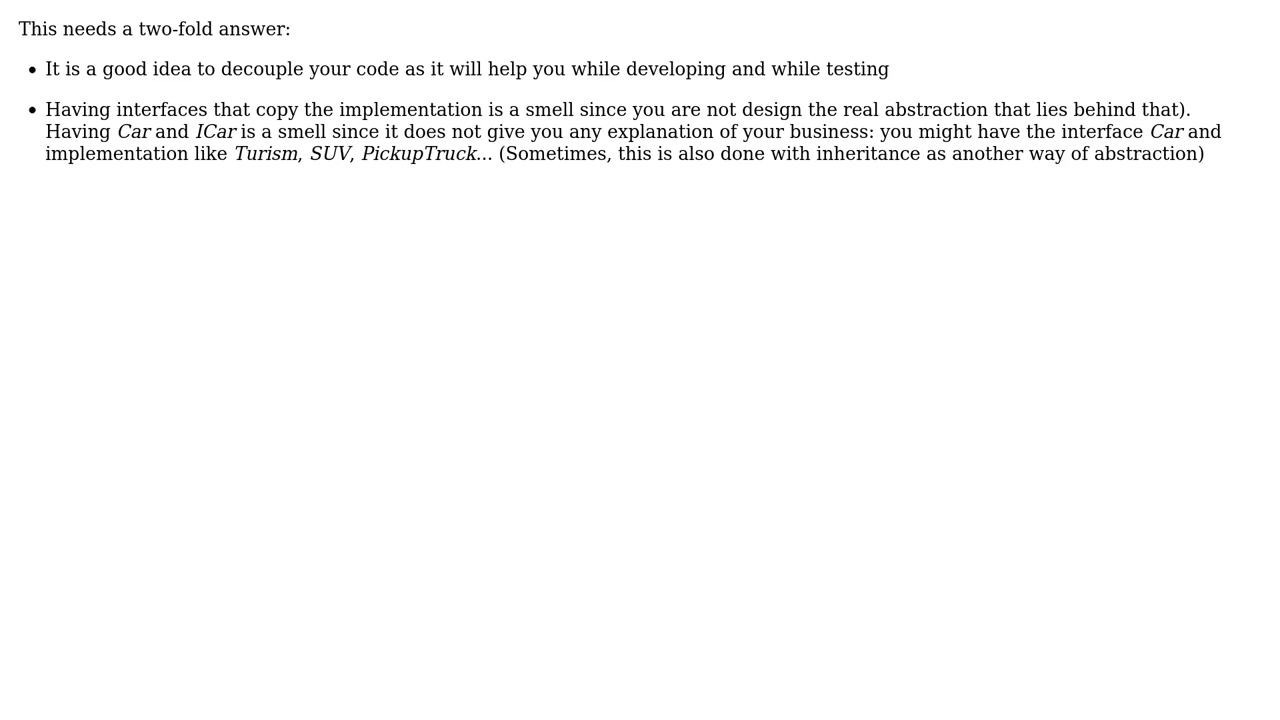 This needs a two-fold answer:
• It is a good idea to decouple your code as it will help you while developing and while testing
• Having interfaces that copy the implementation is a smell since you are not design the real abstraction that lies behind that).
Having Car and ICar is a smell since it does not give you any explanation of your business: you might have the interface Car and
implementation like Turism, SUV, PickupTruck... (Sometimes, this is also done with inheritance as another way of abstraction)